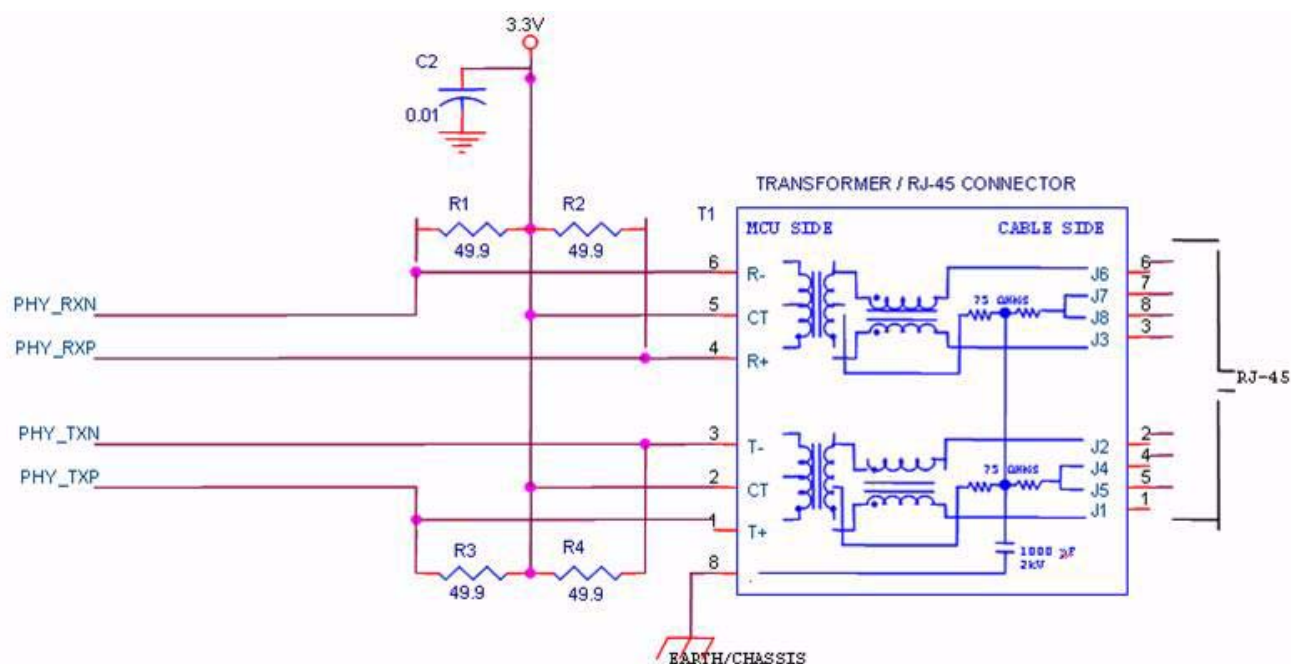 3.3V
C2
0.01
TRANSFORMER / RJ-45 CONNECTOR
R1
R2
T1
MCU SIDE
CABLE SIDE
49.9
49.9
6
R-
J6
6
7
PHY_RXN
5
CT
75 OHMS
J7
J8
8
3
PHY_RXP
4
R+
J3
RJ-45
PHY_TXN
3
T-
J2
2
4
PHY_TXP
2
CT
75 OHMS
J4
J5
5
1
1
T+
J1
R3
R4
8
1000 pF
2kV
49.9
49.9
EARTH/CHASSIS